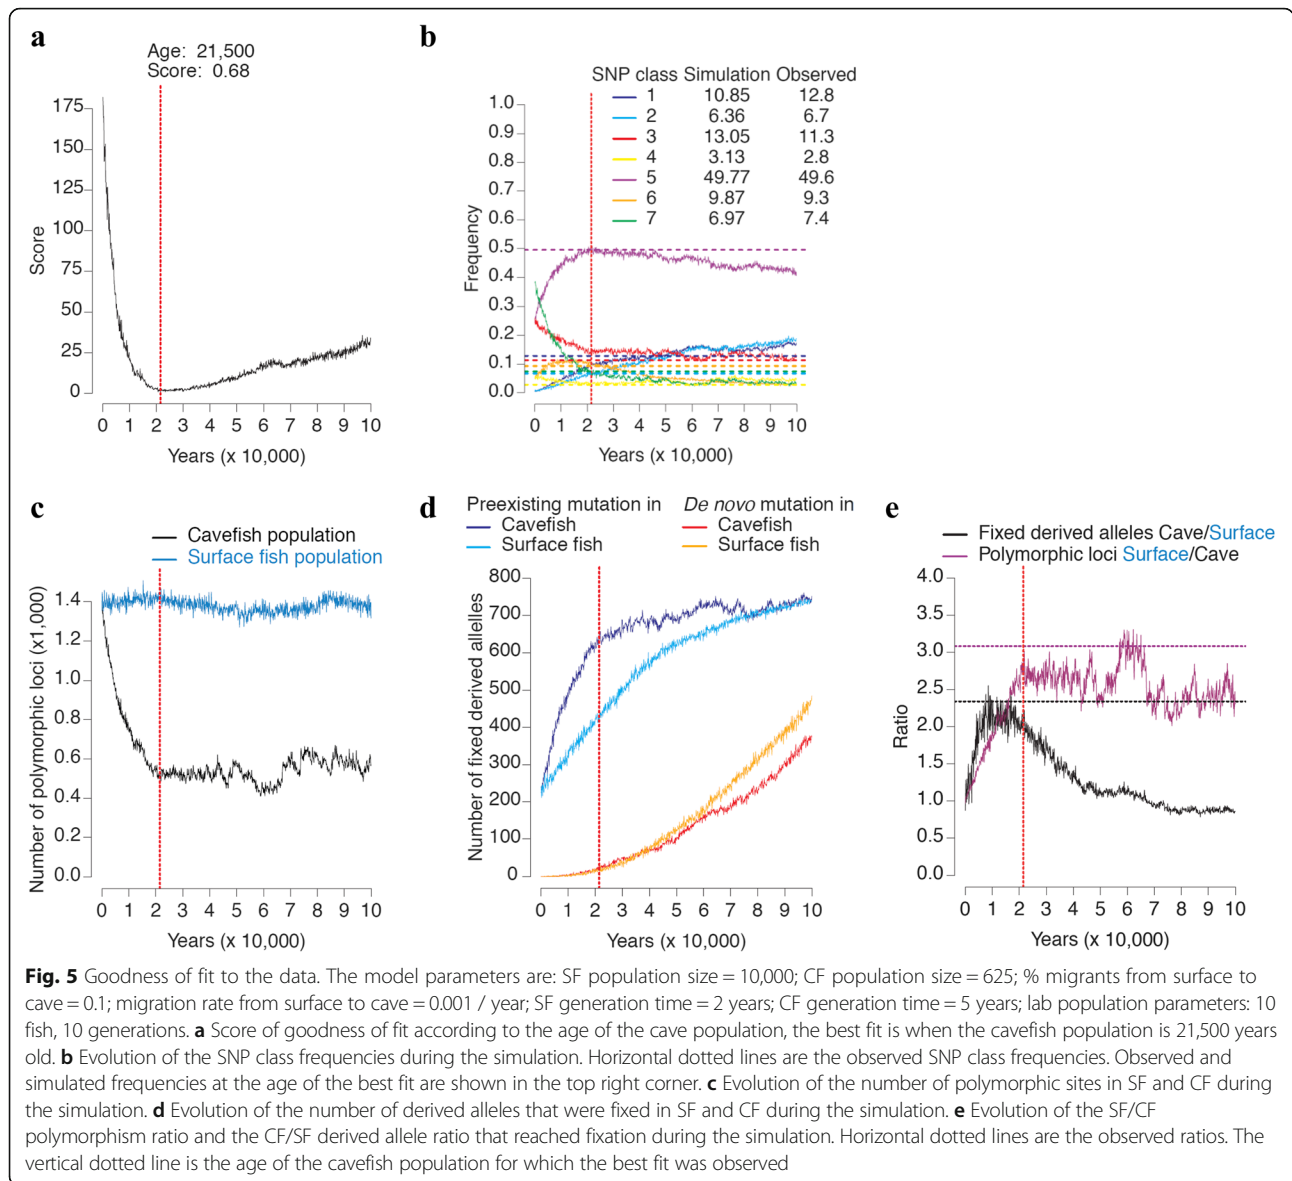 a
Age: 21,500
Score: 0.68
175
150
125
100
75
50
25
0
Score
0 1 2 3 4 5 6 7 8 9 10
Years (x 10,000)
b
SNP class Simulation Observed
1 10.85 12.8
2 6.36 6.7
3 13.05 11.3
4 3.13 2.8
5 49.77 49.6
6 9.87 9.3
7 6.97 7.4
1.0
0.9
0.8
0.7
0.6
0.5
0.4
0.3
0.2
0.1
0.0
Frequency
0 1 2 3 4 5 6 7 8 9 10
Years (x 10,000)
c
Cavefish population
Surface fish population
1.4
1.2
1.0
0.8
0.6
0.4
0.2
0.0
Number of polymorphic loci (x1,000)
0 1 2 3 4 5 6 7 8 9 10
Years (x 10,000)
d
Preexisting mutation in
Cavefish
Surface fish
De novo mutation in
Cavefish
Surface fish
800
700
600
500
400
300
200
100
0
Number of fixed derived alleles
0 1 2 3 4 5 6 7 8 9 10
Years (x 10,000)
e
Fixed derived alleles Cave/Surface
Polymorphic loci Surface/Cave
4.0
3.5
3.0
2.5
2.0
1.5
1.0
0.5
0.0
Ratio
0 1 2 3 4 5 6 7 8 9 10
Years (x 10,000)
Fig. 5 Goodness of fit to the data. The model parameters are: SF population size = 10,000; CF population size = 625; % migrants from surface to
cave = 0.1; migration rate from surface to cave = 0.001 / year; SF generation time = 2 years; CF generation time = 5 years; lab population parameters: 10
fish, 10 generations. a Score of goodness of fit according to the age of the cave population, the best fit is when the cavefish population is 21,500 years
old. b Evolution of the SNP class frequencies during the simulation. Horizontal dotted lines are the observed SNP class frequencies. Observed and
simulated frequencies at the age of the best fit are shown in the top right corner. c Evolution of the number of polymorphic sites in SF and CF during
the simulation. d Evolution of the number of derived alleles that were fixed in SF and CF during the simulation. e Evolution of the SF/CF
polymorphism ratio and the CF/SF derived allele ratio that reached fixation during the simulation. Horizontal dotted lines are the observed ratios. The
vertical dotted line is the age of the cavefish population for which the best fit was observed